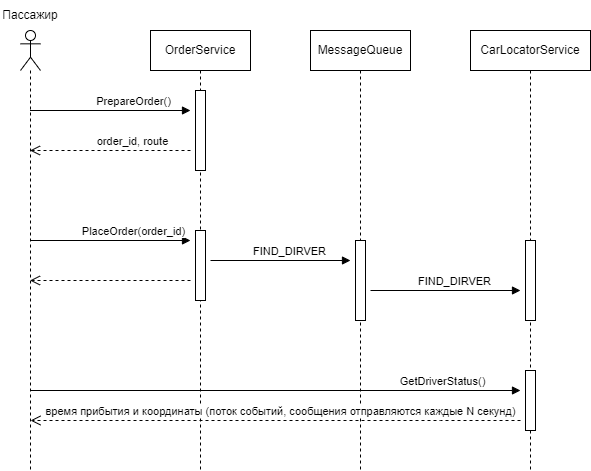 Пассажир
OrderService
MessageQueue
CarLocatorService
PrepareOrder()
order_id, route
PlaceOrder(order_id)
FIND_DIRVER
FIND_DIRVER
GetDriverStatus()
время прибытия и координаты (поток событий, сообщения отправляются каждые N секунд)